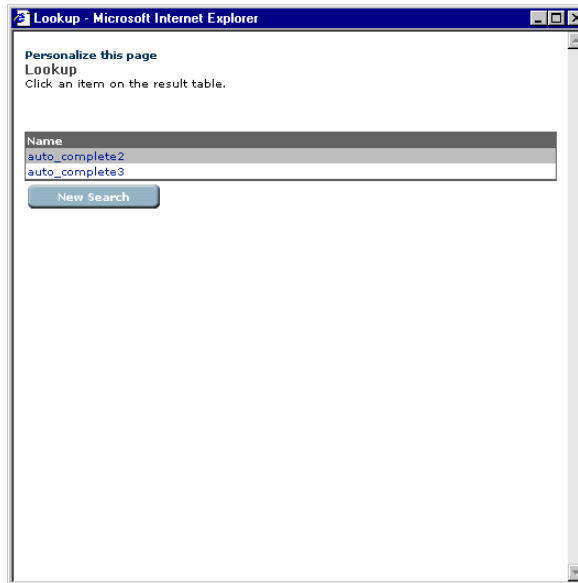 Lookup - Microsoft Internet Explorer
Personalize this page
Lookup
Click an item on the result table.
Name
auto_complete2
auto_complete3
New Search